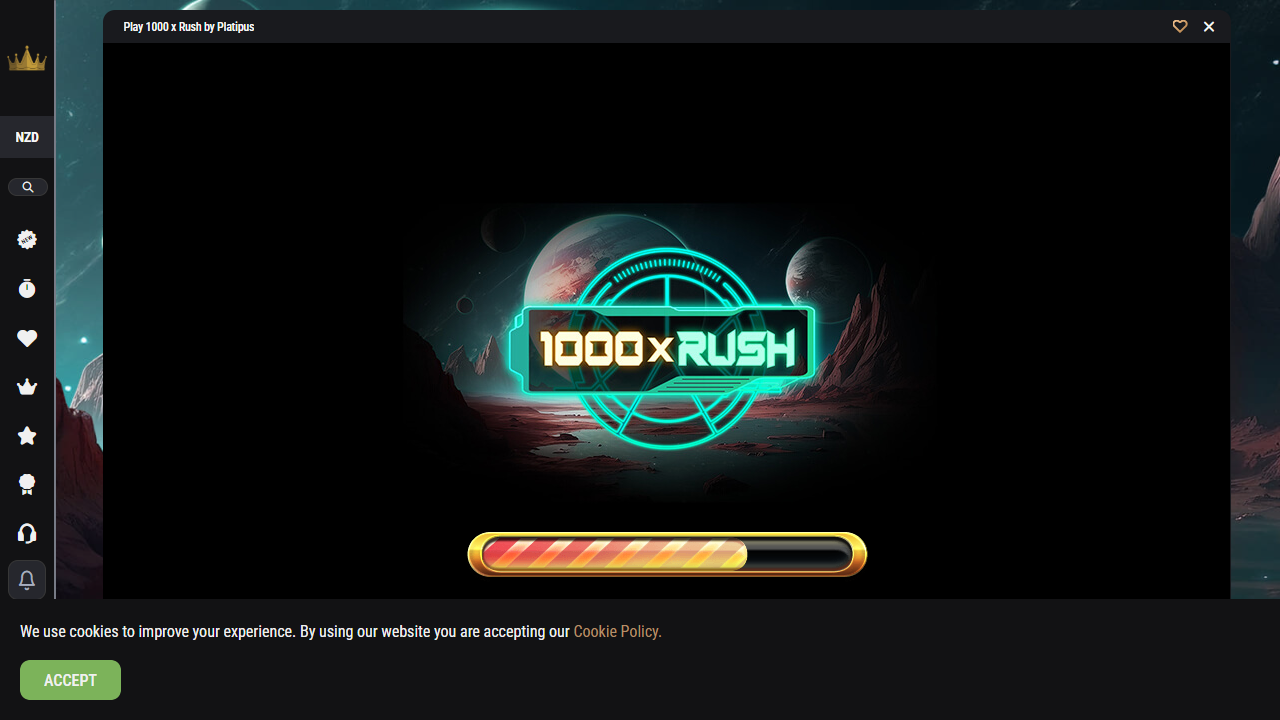 Play 1000 x Rush by Platipus
NZD
NEW
1000xRUSH
We use cookies to improve your experience. By using our website you are accepting our Cookie Policy.
ACCEPT